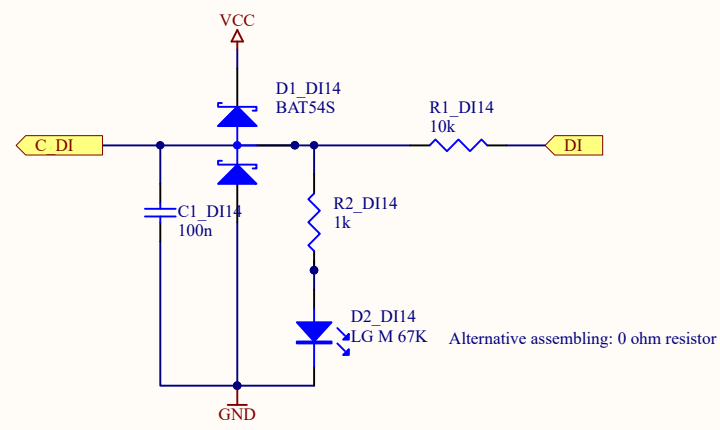 VCC
D1_DI14
BAT54S
R1_DI14
10k
C_DI
DI
C1_DI14
100n
R2_DI14
1k
D2_DI14
LG M 67K
Alternative assembling: 0 ohm resistor
GND